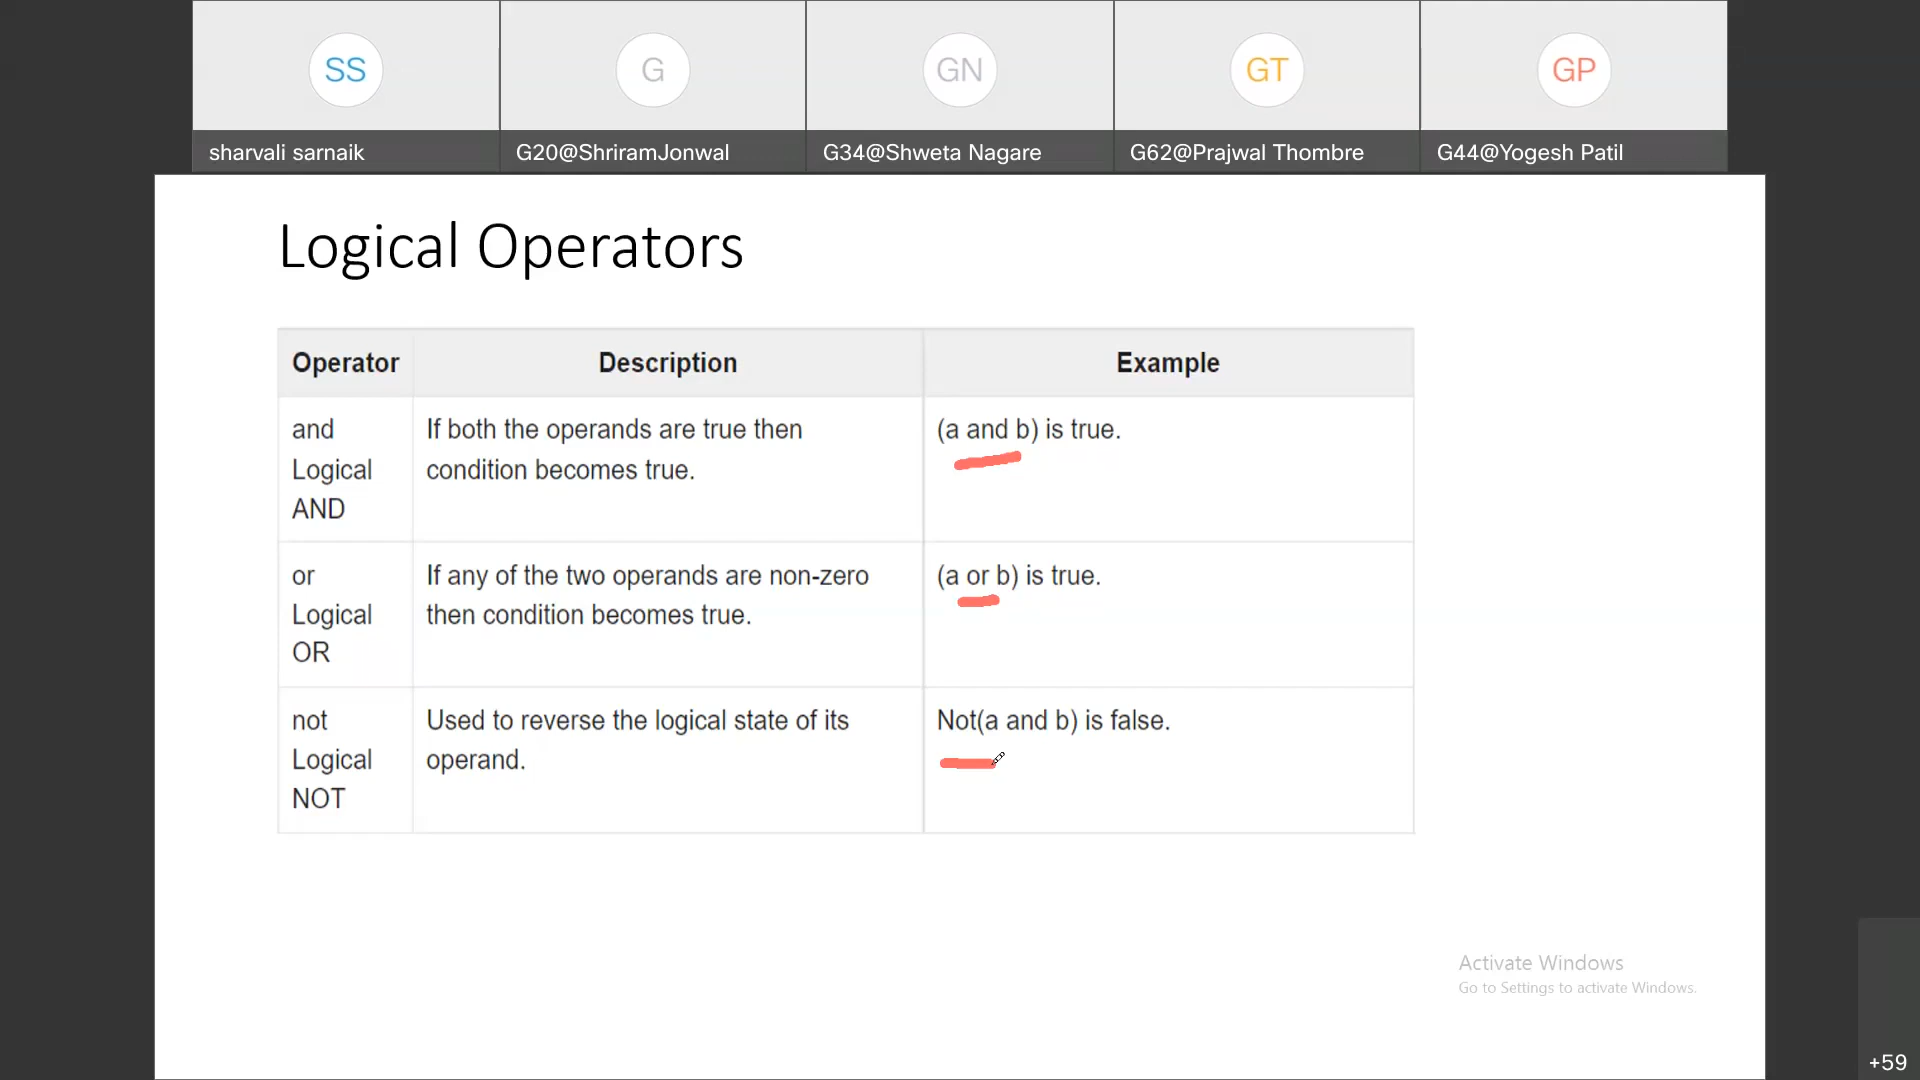 SS
G
GN
GT
GP
sharvali sarnaik
G20@ShriramJonwal
G34@Shweta Nagare
G62@Prajwal Thombre
G44@Yogesh Patil
Logical Operators
Operator
Description
Example
and
Logical
AND
If both the operands are true then
condition becomes true.
(a and b) is true.
or
Logical
OR
If any of the two operands are non-zero
then condition becomes true.
(a or b) is true.
not
Logical
NOT
Used to reverse the logical state of its
operand.
Not(a and b) is false.
Activate Windows
Go to Settings to activate Windows.
+59